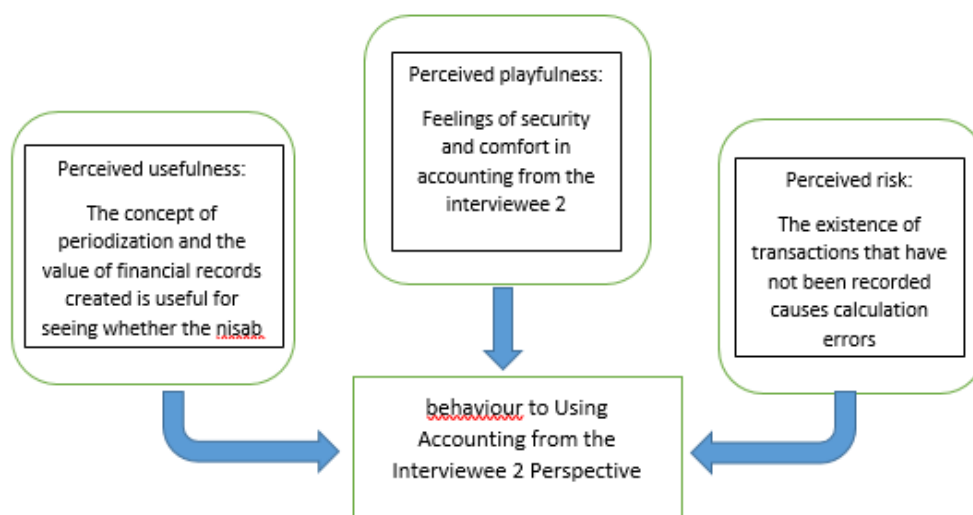 Perceived usefulness:
The concept of
periodization and the
value of financial records
created is useful for
seeing whether the nisab
Perceived playfulness:
Feelings of security
and comfort in
accounting from the
interviewee 2
Perceived risk:
The existence of
transactions that have
not been recorded
causes calculation
errors
behaviour to Using
Accounting from the
Interviewee 2 Perspective